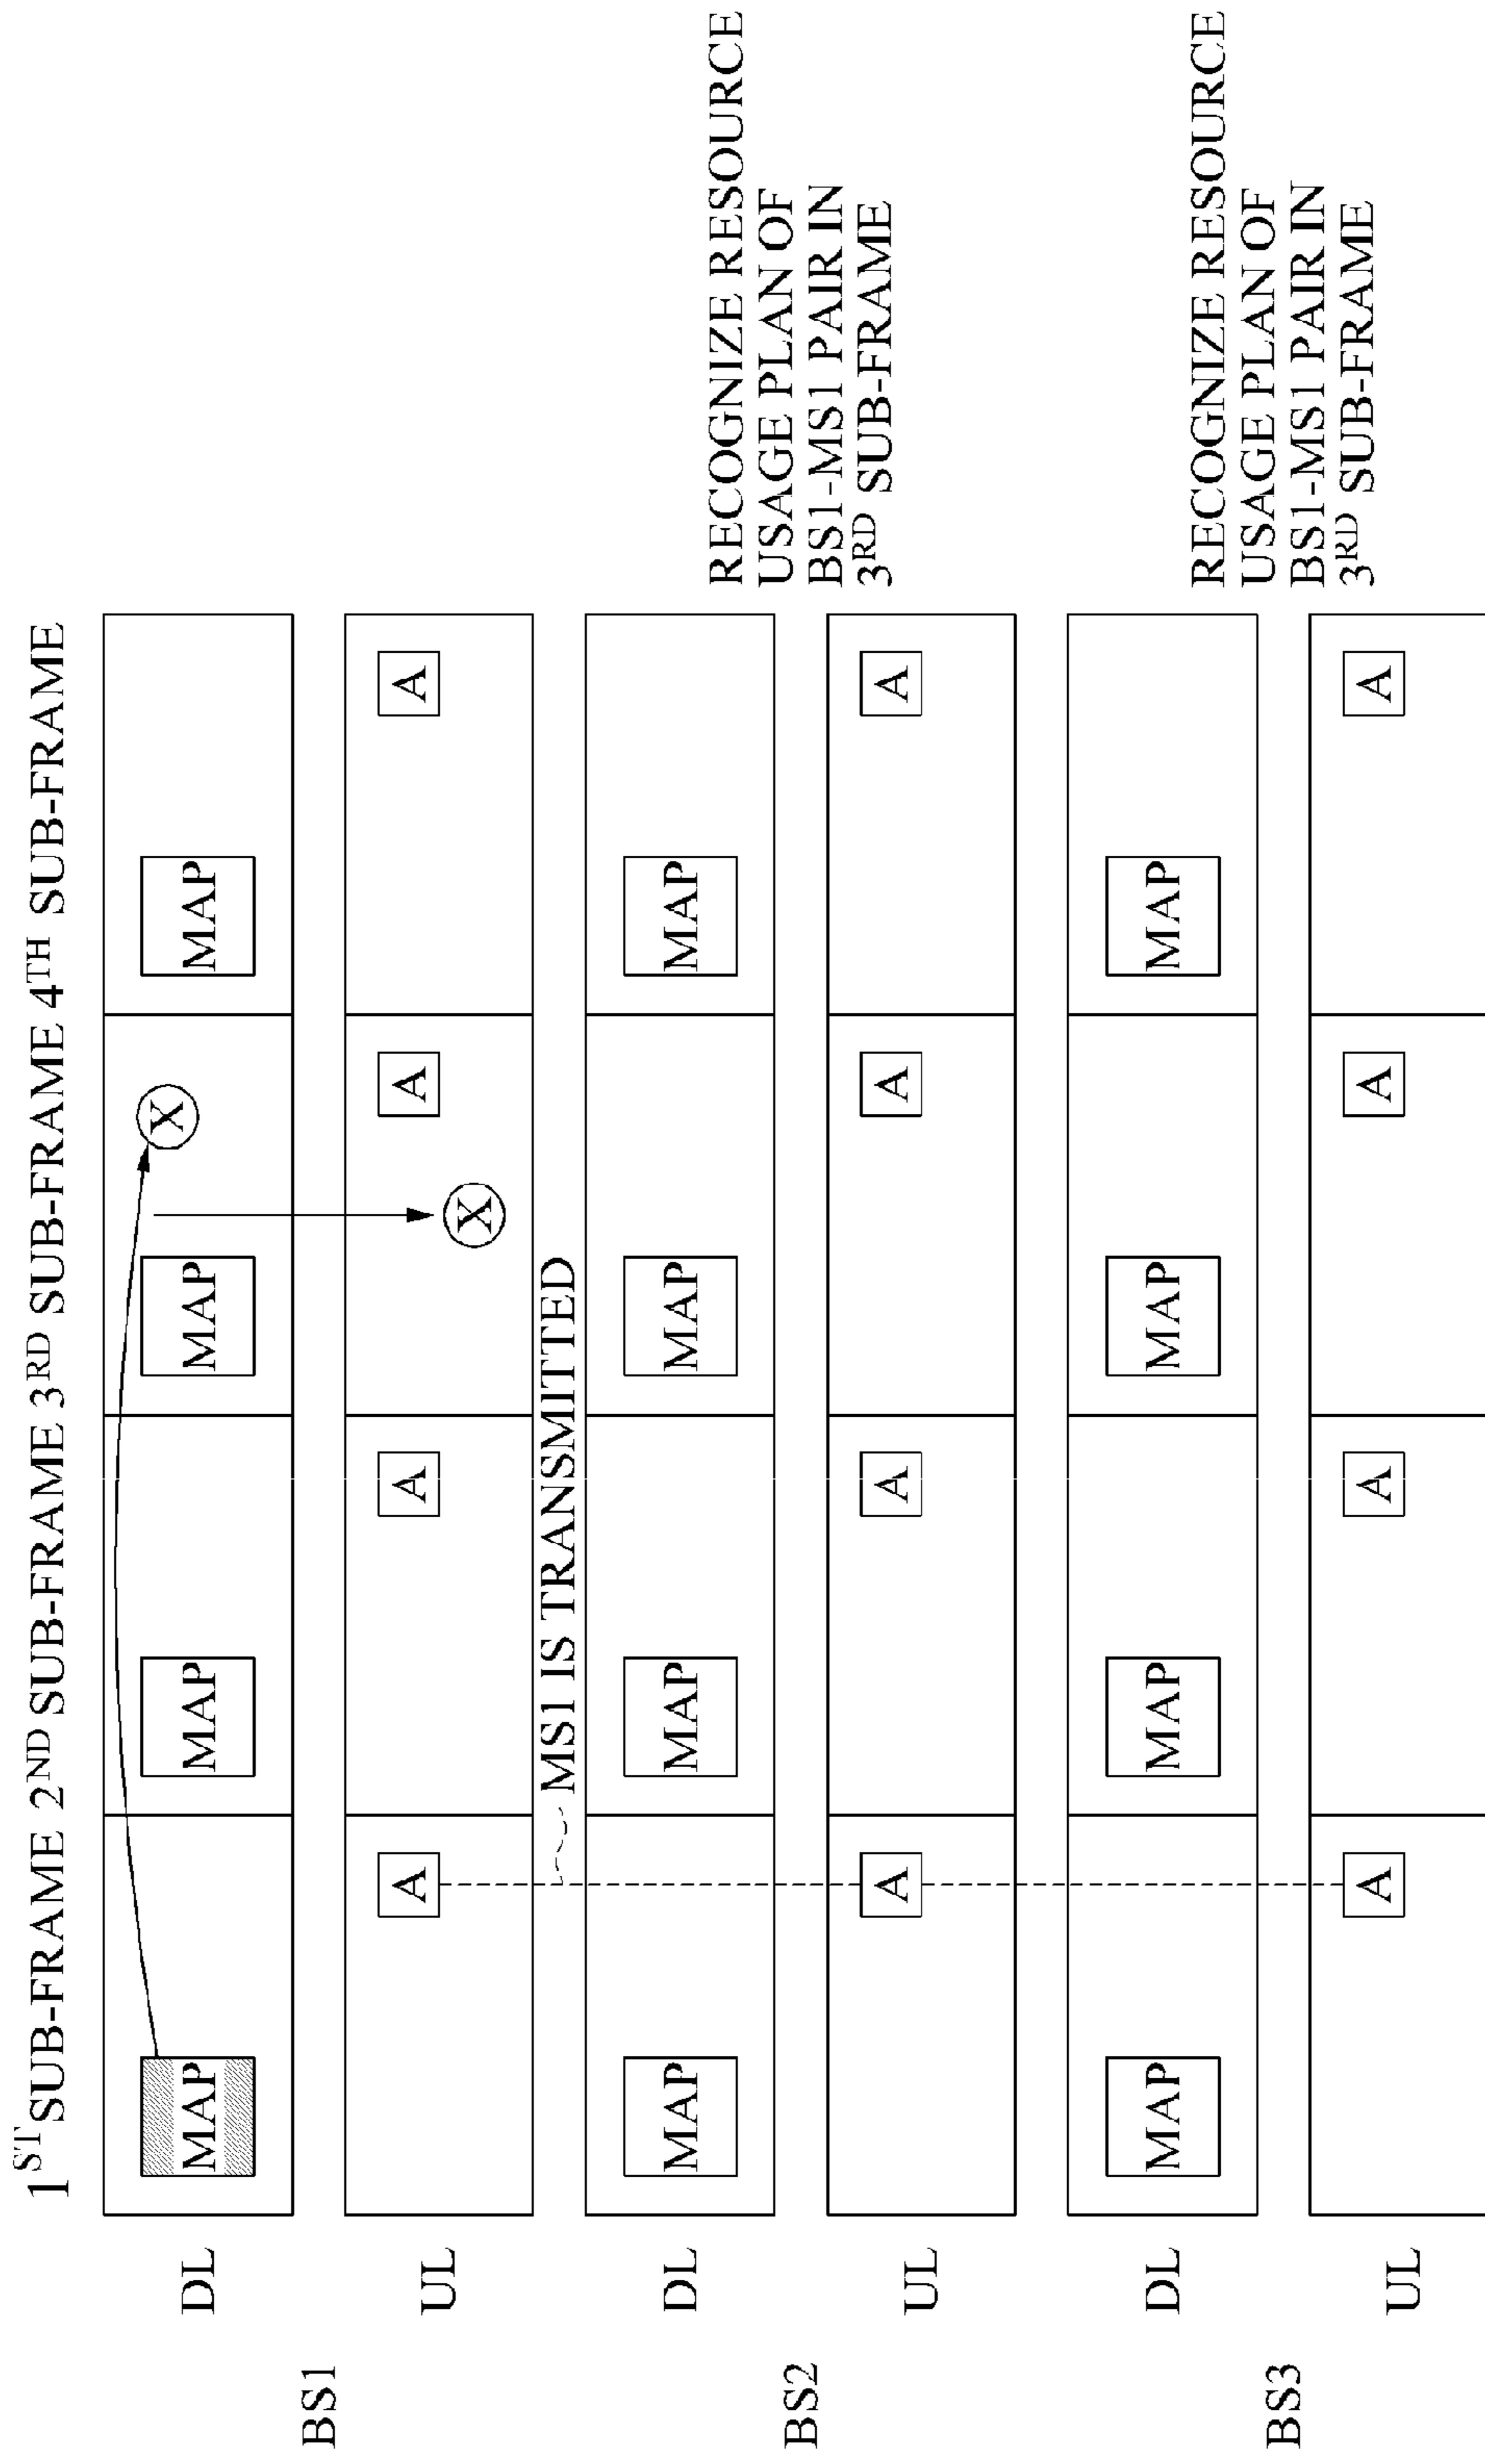 1ST SUB-FRAME 2ND SUB-FRAME 3RD SUB-FRAME 4TH SUB-FRAME
DL MAP MAP MAP X MAP
BS1
UL A A X A A
MS1 IS TRANSMITTED
DL MAP MAP MAP MAP
BS2
UL A A A A
RECOGNIZE RESOURCE
USAGE PLAN OF
BS1-MS1 PAIR IN
3RD SUB-FRAME
DL MAP MAP MAP MAP
BS3
UL A A A A
RECOGNIZE RESOURCE
USAGE PLAN OF
BS1-MS1 PAIR IN
3RD SUB-FRAME